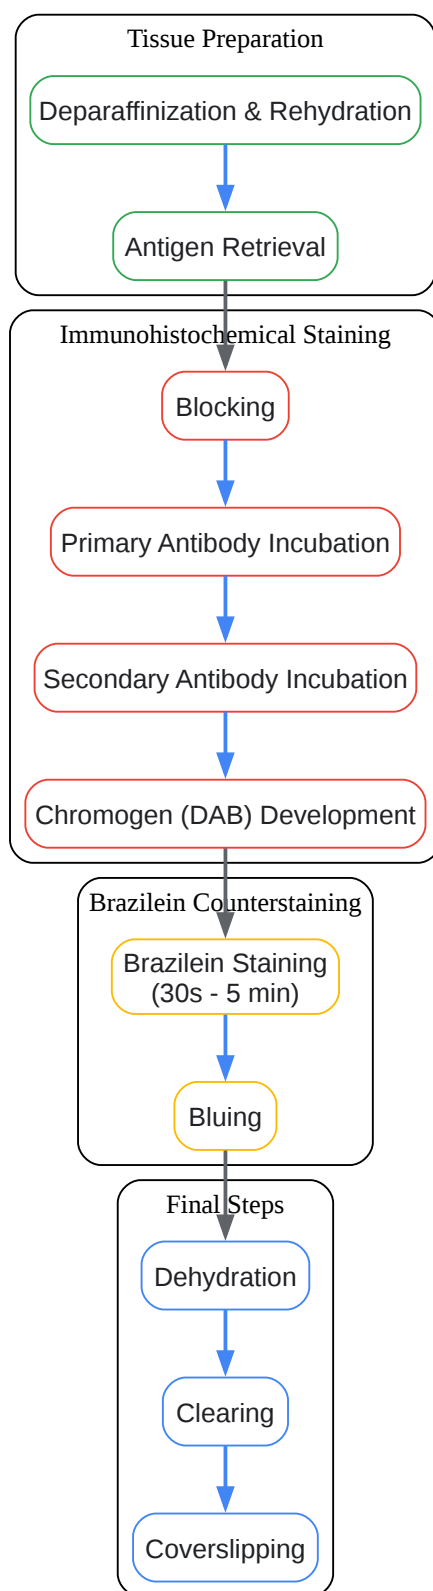 Tissue Preparation
Deparaffinization & Rehydration
Antigen Retrieval
Immunohistochemical Staining
Blocking
Primary Antibody Incubation
Secondary Antibody Incubation
Chromogen (DAB) Development
Brazilein Counterstaining
Brazilein Staining
(30s - 5 min)
Bluing
Final Steps
Dehydration
Clearing
Coverslipping